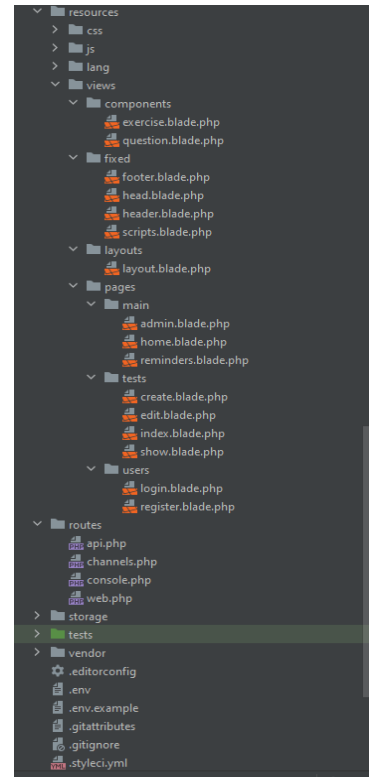 resources
css
js
lang
views
components
exercise.blade.php
question.blade.php
fixed
footer.blade.php
head.blade.php
header.blade.php
scripts.blade.php
layouts
layout.blade.php
pages
main
admin.blade.php
home.blade.php
reminders.blade.php
tests
create.blade.php
edit.blade.php
index.blade.php
show.blade.php
users
login.blade.php
register.blade.php
routes
api.php
channels.php
console.php
web.php
storage
tests
vendor
.editorconfig
.env
.env.example
.gitattributes
.gitignore
.styleci.yml